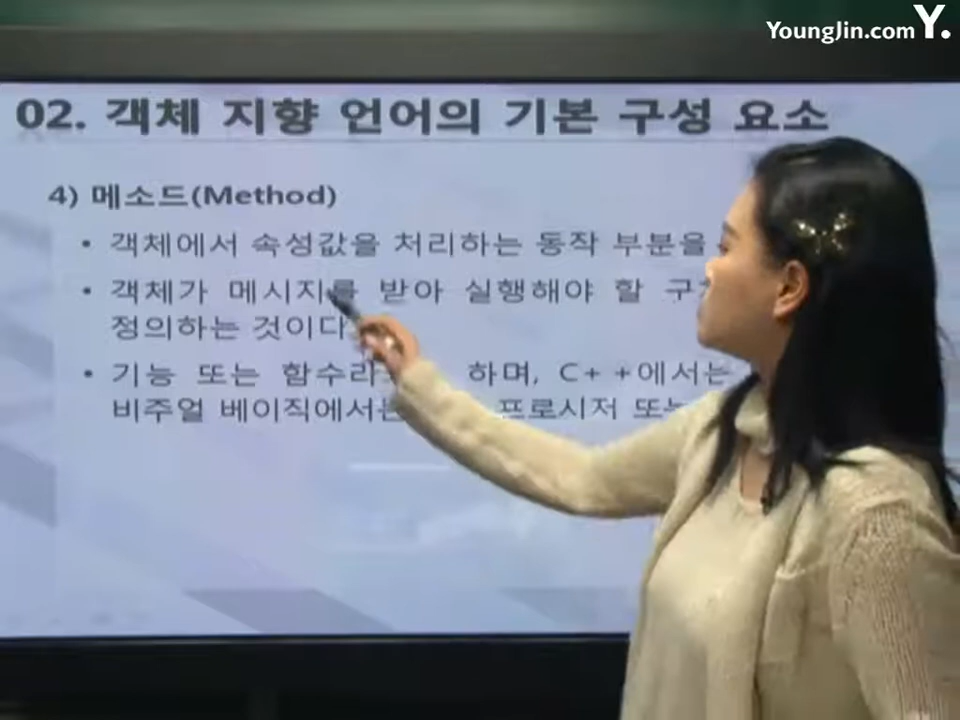 YoungJin.com Y.
02. 객체 지향 언어의 기본 구성 요소
4) 메소드(Method)
• 객체에서 속성값을 처리하는 동작 부분을
• 객체가 메시지를 받아 실행해야 할
정의하는 것이다
• 기능 또는 함수라 하며, C++에서는
비주얼 베이직에서는 프로시저 또는